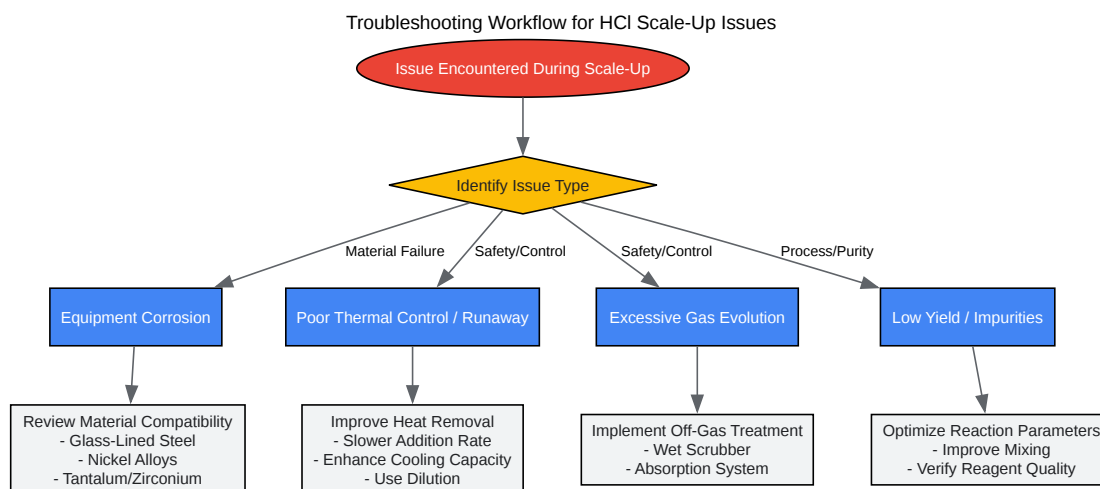 Troubleshooting Workflow for HCl Scale-Up Issues
Issue Encountered During Scale-Up
Identify Issue Type
Material Failure
Safety/Control
Safety/Control
Process/Purity
Equipment Corrosion
Poor Thermal Control / Runaway
Excessive Gas Evolution
Low Yield / Impurities
Review Material Compatibility
- Glass-Lined Steel
- Nickel Alloys
- Tantalum/Zirconium
Improve Heat Removal
- Slower Addition Rate
- Enhance Cooling Capacity
- Use Dilution
Implement Off-Gas Treatment
- Wet Scrubber
- Absorption System
Optimize Reaction Parameters
- Improve Mixing
- Verify Reagent Quality